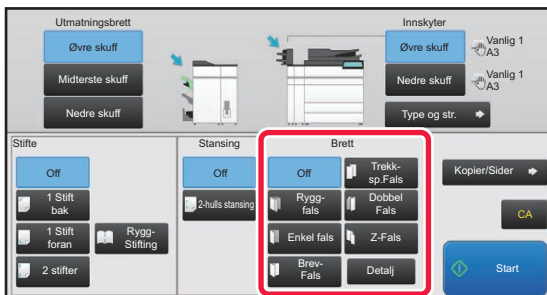 Utmatningsbrett
Øvre skuff
Midterste skuff
Nedre skuff
Innskyter
Øvre skuff
Vanlig 1
A3
Nedre skuff
Vanlig 1
A3
Type og str.
Stifte
Off
1 Stift
bak
1 Stift
foran
Rygg-
Stifting
2 stifter
Stansing
Off
2-hulls stansing
Brett
Off
Trekk-
sp.Fals
Rygg-
fals
Dobbel
Fals
Enkel fals
Z-Fals
Brev-
Fals
Detalj
Kopier/Sider
CA
Start